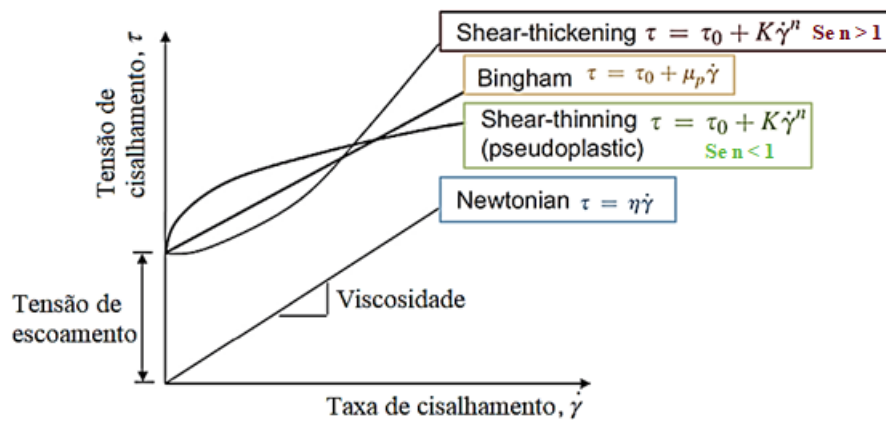 Tensão de
cisalhamento, τ
Shear-thickening τ = τ₀ + Kγ̇ⁿ Se n > 1
Bingham τ = τ₀ + μₚγ̇
Shear-thinning τ = τ₀ + Kγ̇ⁿ
(pseudoplastic) Se n < 1
Newtonian τ = ηγ̇
Viscosidade
Tensão de
escoamento
Taxa de cisalhamento, γ̇